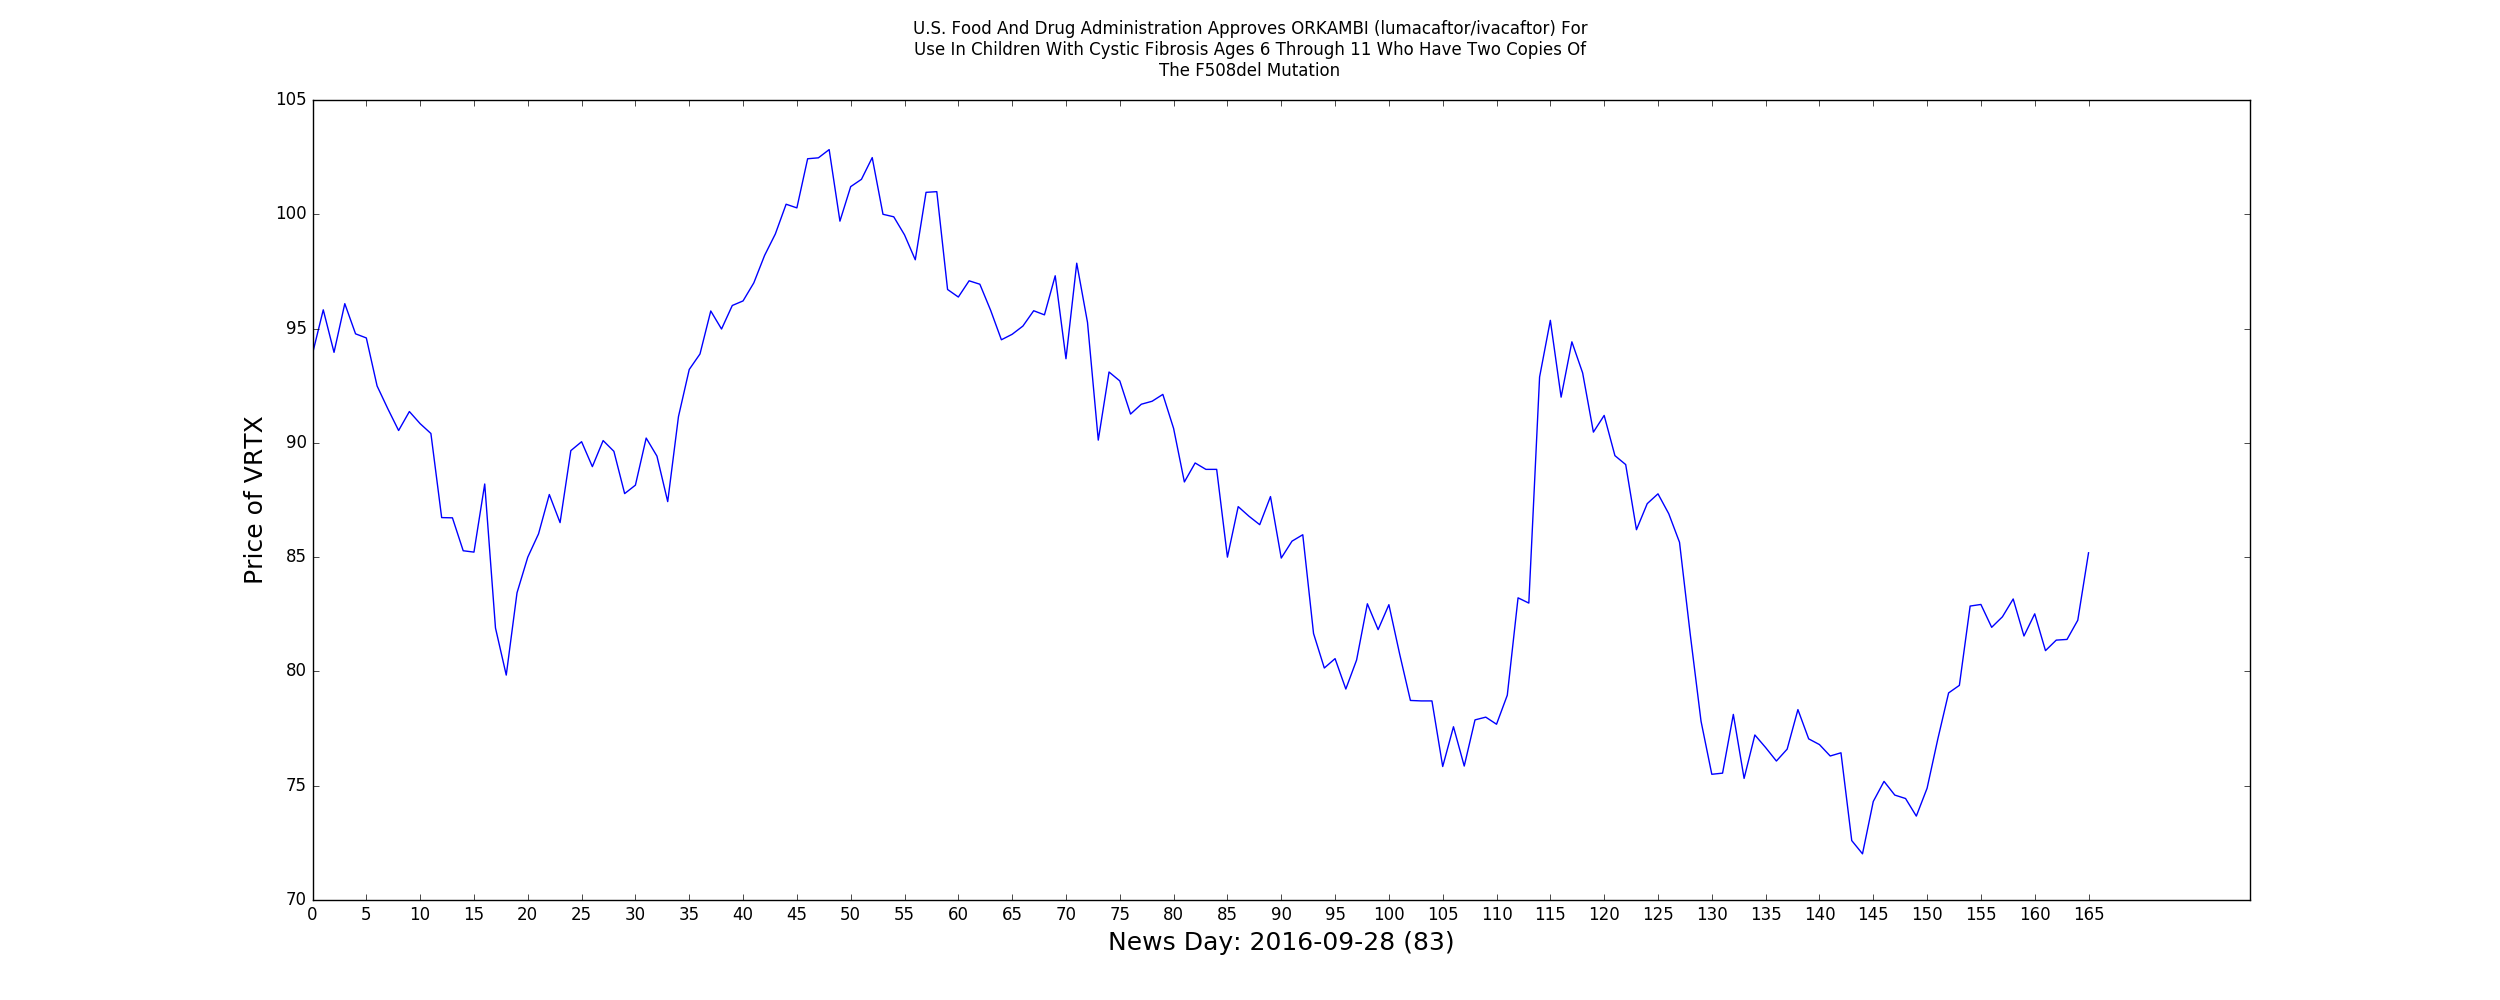 U.S. Food And Drug Administration Approves ORKAMBI (lumacaftor/ivacaftor) For
Use In Children With Cystic Fibrosis Ages 6 Through 11 Who Have Two Copies Of
The F508del Mutation
105
100
95
90
85
80
75
70
Price of VRTX
0 5 10 15 20 25 30 35 40 45 50 55 60 65 70 75 80 85 90 95 100 105 110 115 120 125 130 135 140 145 150 155 160 165
News Day: 2016-09-28 (83)